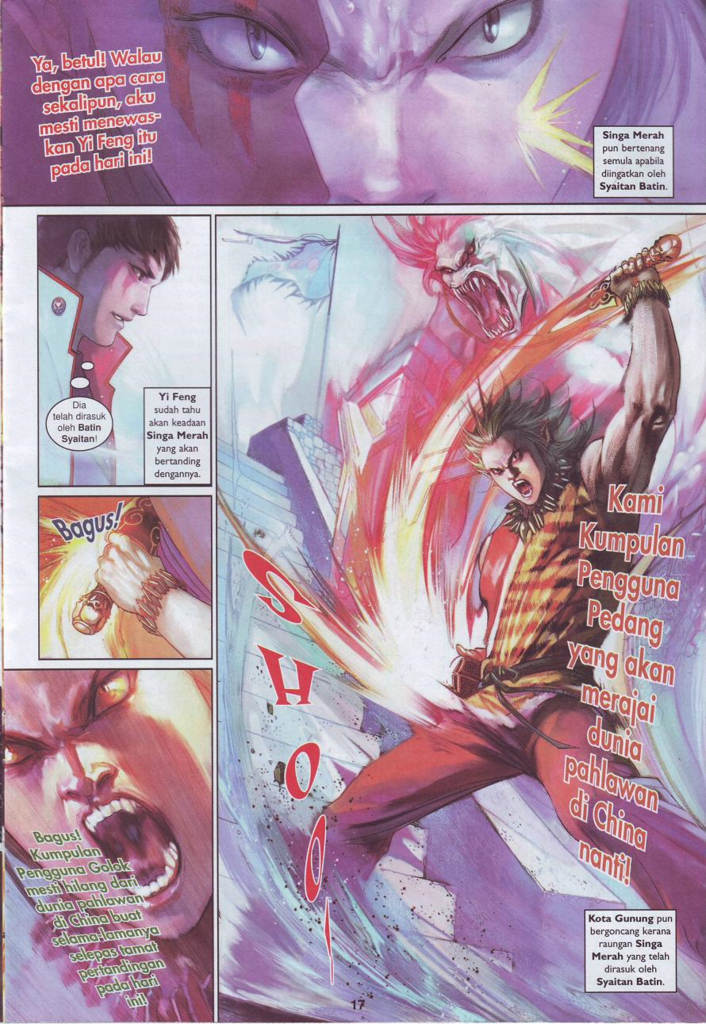 Ya, betul! Walau
dengan apa cara
sekalipun, aku
mesti menewas-
kan Yi Feng itu
pada hari ini!
Singa Merah
pun bertenang
semula apabila
diingatkan oleh
Syaitan Batin.
Dia
telah dirasuk
oleh Batin
Syaitan!
Yi Feng
sudah tahu
akan keadaan
Singa Merah
yang akan
bertanding
dengannya.
Bagus!
SHOOO!
Kami
Kumpulan
Pengguna
Pedang
yang akan
merajai
dunia
pahlawan
di China
nanti!
Bagus!
Kumpulan
Pengguna Golok
mesti hilang dari
dunia pahlawan
di China buat
selama-lamanya
selepas tamat
pertandingan
pada hari
ini!
Kota Gunung pun
bergoncang kerana
raungan Singa
Merah yang telah
dirasuk oleh
Syaitan Batin.
17